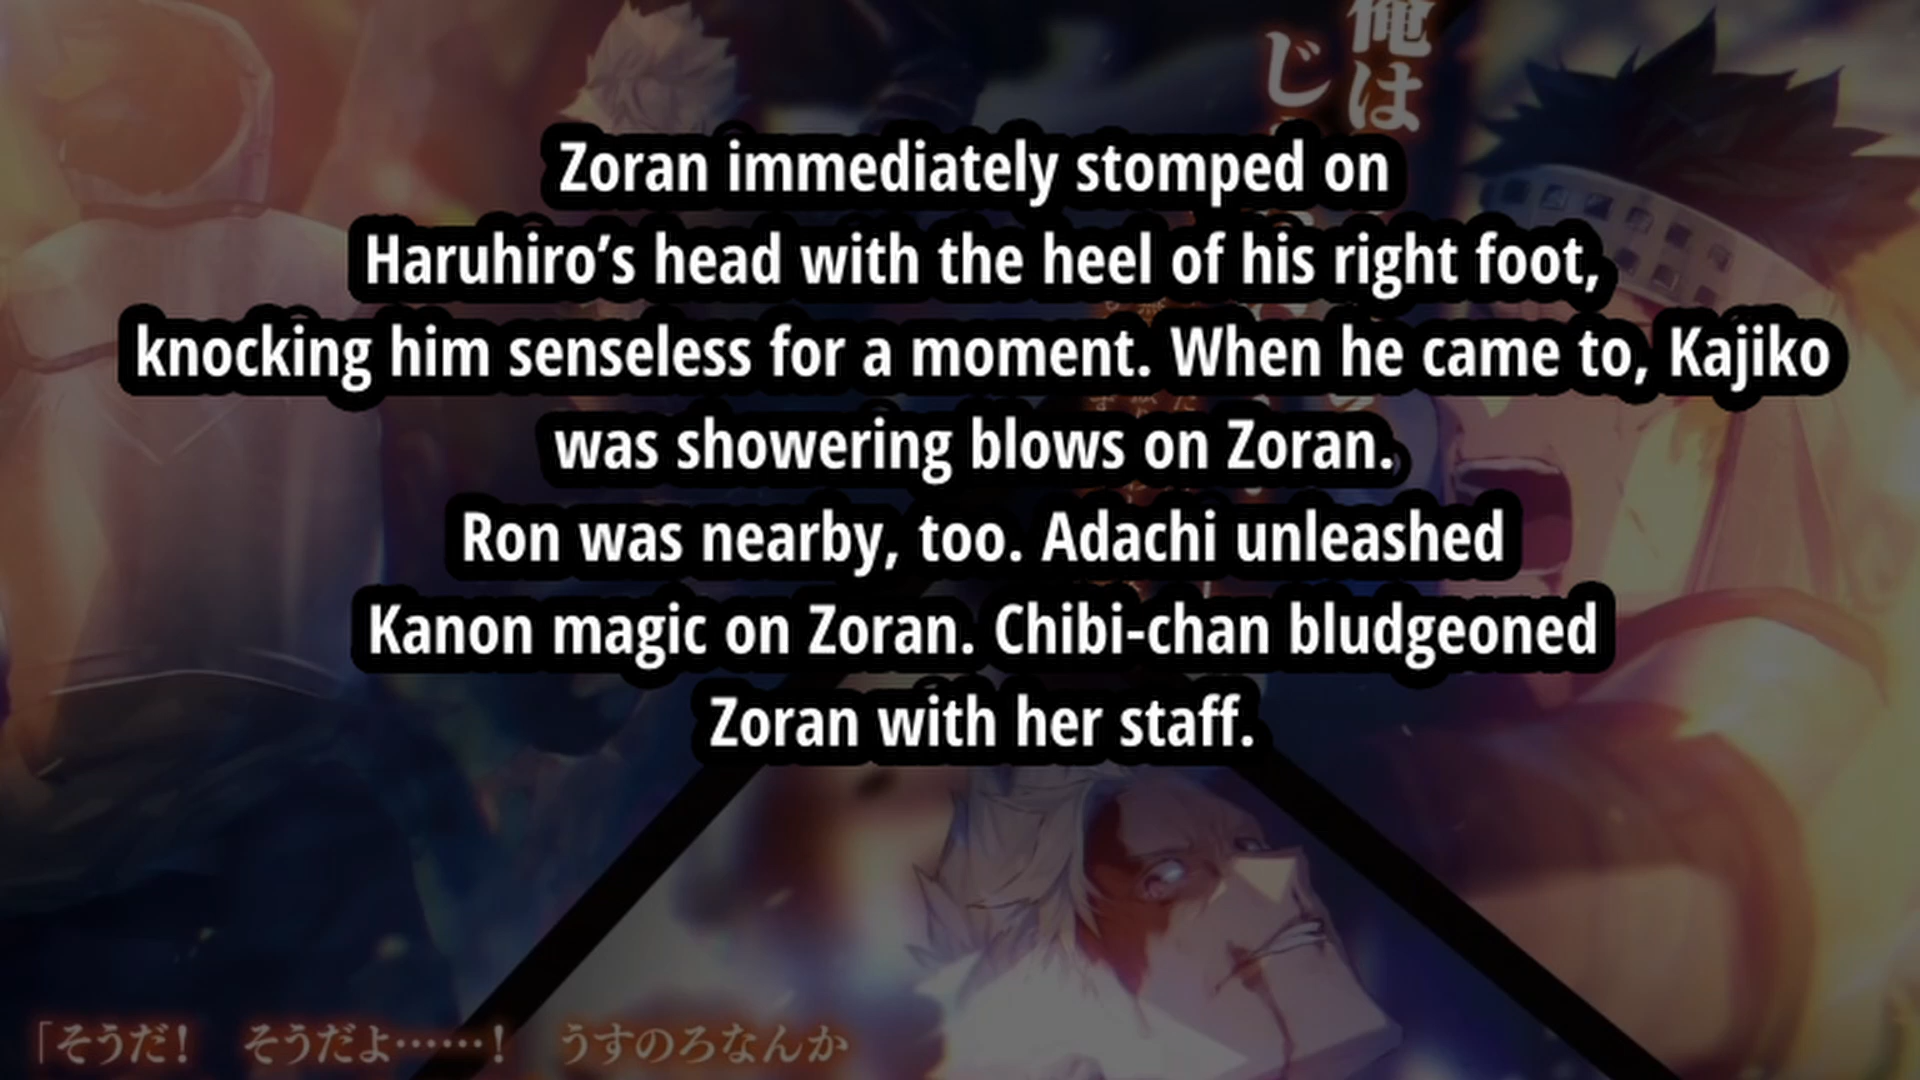 Zoran immediately stomped on
Haruhiro’s head with the heel of his right foot,
knocking him senseless for a moment. When he came to, Kajiko
was showering blows on Zoran.
Ron was nearby, too. Adachi unleashed
Kanon magic on Zoran. Chibi-chan bludgeoned
Zoran with her staff.
俺は
じ
「そうだ！　そうだよ……！　うすのろなんか